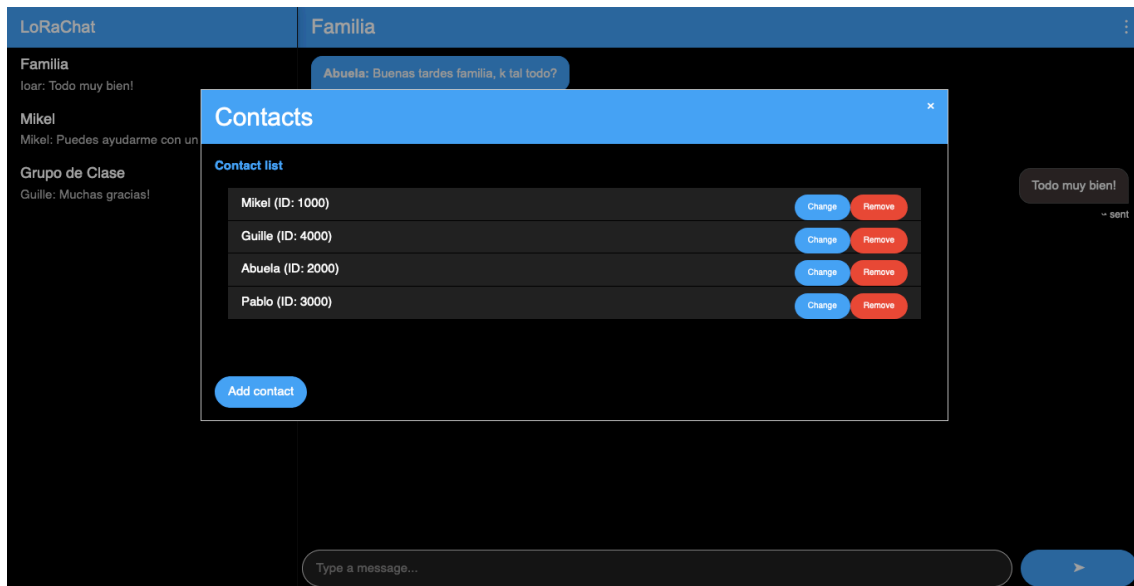 LoRaChat
Familia
Familia
Ioar: Todo muy bien!
Mikel
Mikel: Puedes ayudarme con un
Grupo de Clase
Guille: Muchas gracias!
Abuela: Buenas tardes familia, k tal todo?
Todo muy bien!
sent
Contacts
×
Contact list
Mikel (ID: 1000) Change Remove
Guille (ID: 4000) Change Remove
Abuela (ID: 2000) Change Remove
Pablo (ID: 3000) Change Remove
Add contact
Type a message...